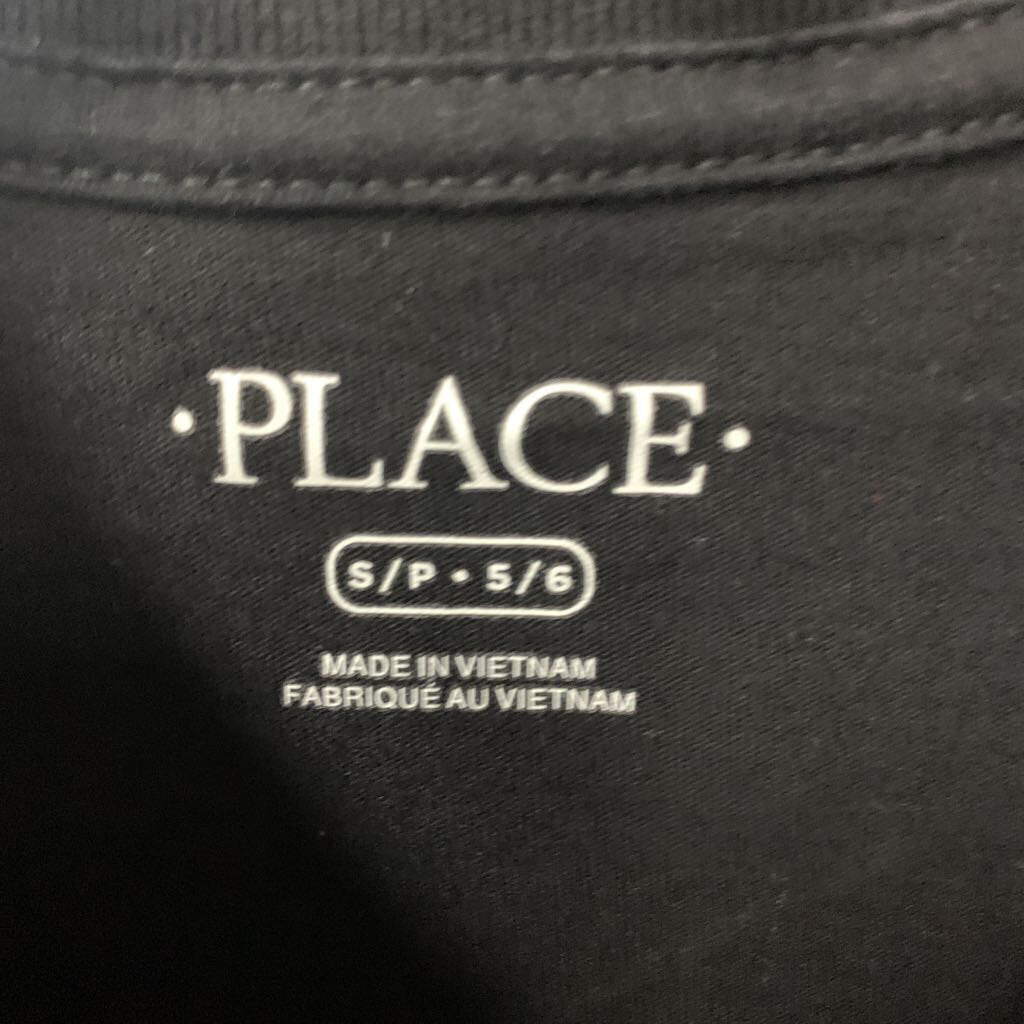 ·PLACE·
S/P • 5/6
MADE IN VIETNAM
FABRIQUÉ AU VIETNAM